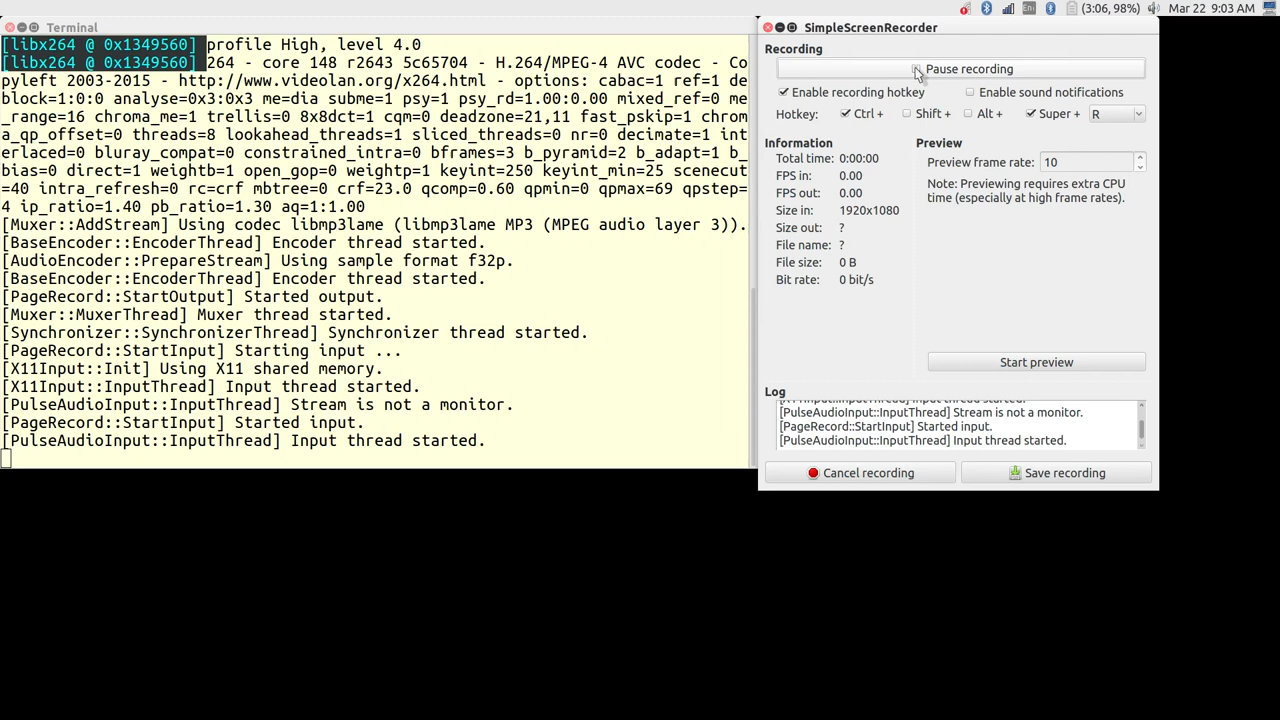 En
(3:06, 98%)
Mar 22 9:03 AM
Terminal
[libx264 @ 0x1349560] profile High, level 4.0
[libx264 @ 0x1349560] 264 - core 148 r2643 5c65704 - H.264/MPEG-4 AVC codec - Co
pyleft 2003-2015 - http://www.videolan.org/x264.html - options: cabac=1 ref=1 de
block=1:0:0 analyse=0x3:0x3 me=dia subme=1 psy=1 psy_rd=1.00:0.00 mixed_ref=0 me
_range=16 chroma_me=1 trellis=0 8x8dct=1 cqm=0 deadzone=21,11 fast_pskip=1 chrom
a_qp_offset=0 threads=8 lookahead_threads=1 sliced_threads=0 nr=0 decimate=1 int
erlaced=0 bluray_compat=0 constrained_intra=0 bframes=3 b_pyramid=2 b_adapt=1 b_
bias=0 direct=1 weightb=1 open_gop=0 weightp=1 keyint=250 keyint_min=25 scenecut
=40 intra_refresh=0 rc=crf mbtree=0 crf=23.0 qcomp=0.60 qpmin=0 qpmax=69 qpstep=
4 ip_ratio=1.40 pb_ratio=1.30 aq=1:1.00
[Muxer::AddStream] Using codec libmp3lame (libmp3lame MP3 (MPEG audio layer 3)).
[BaseEncoder::EncoderThread] Encoder thread started.
[AudioEncoder::PrepareStream] Using sample format f32p.
[BaseEncoder::EncoderThread] Encoder thread started.
[PageRecord::StartOutput] Started output.
[Muxer::MuxerThread] Muxer thread started.
[Synchronizer::SynchronizerThread] Synchronizer thread started.
[PageRecord::StartInput] Starting input ...
[X11Input::Init] Using X11 shared memory.
[X11Input::InputThread] Input thread started.
[PulseAudioInput::InputThread] Stream is not a monitor.
[PageRecord::StartInput] Started input.
[PulseAudioInput::InputThread] Input thread started.
SimpleScreenRecorder
Recording
Pause recording
Enable recording hotkey
Enable sound notifications
Hotkey: Ctrl + Shift + Alt + Super + R
Information
Total time: 0:00:00
FPS in: 0.00
FPS out: 0.00
Size in: 1920x1080
Size out: ?
File name: ?
File size: 0 B
Bit rate: 0 bit/s
Preview
Preview frame rate: 10
Note: Previewing requires extra CPU
time (especially at high frame rates).
Start preview
Log
[X11Input::InputThread] Input thread started.
[PulseAudioInput::InputThread] Stream is not a monitor.
[PageRecord::StartInput] Started input.
[PulseAudioInput::InputThread] Input thread started.
Cancel recording
Save recording